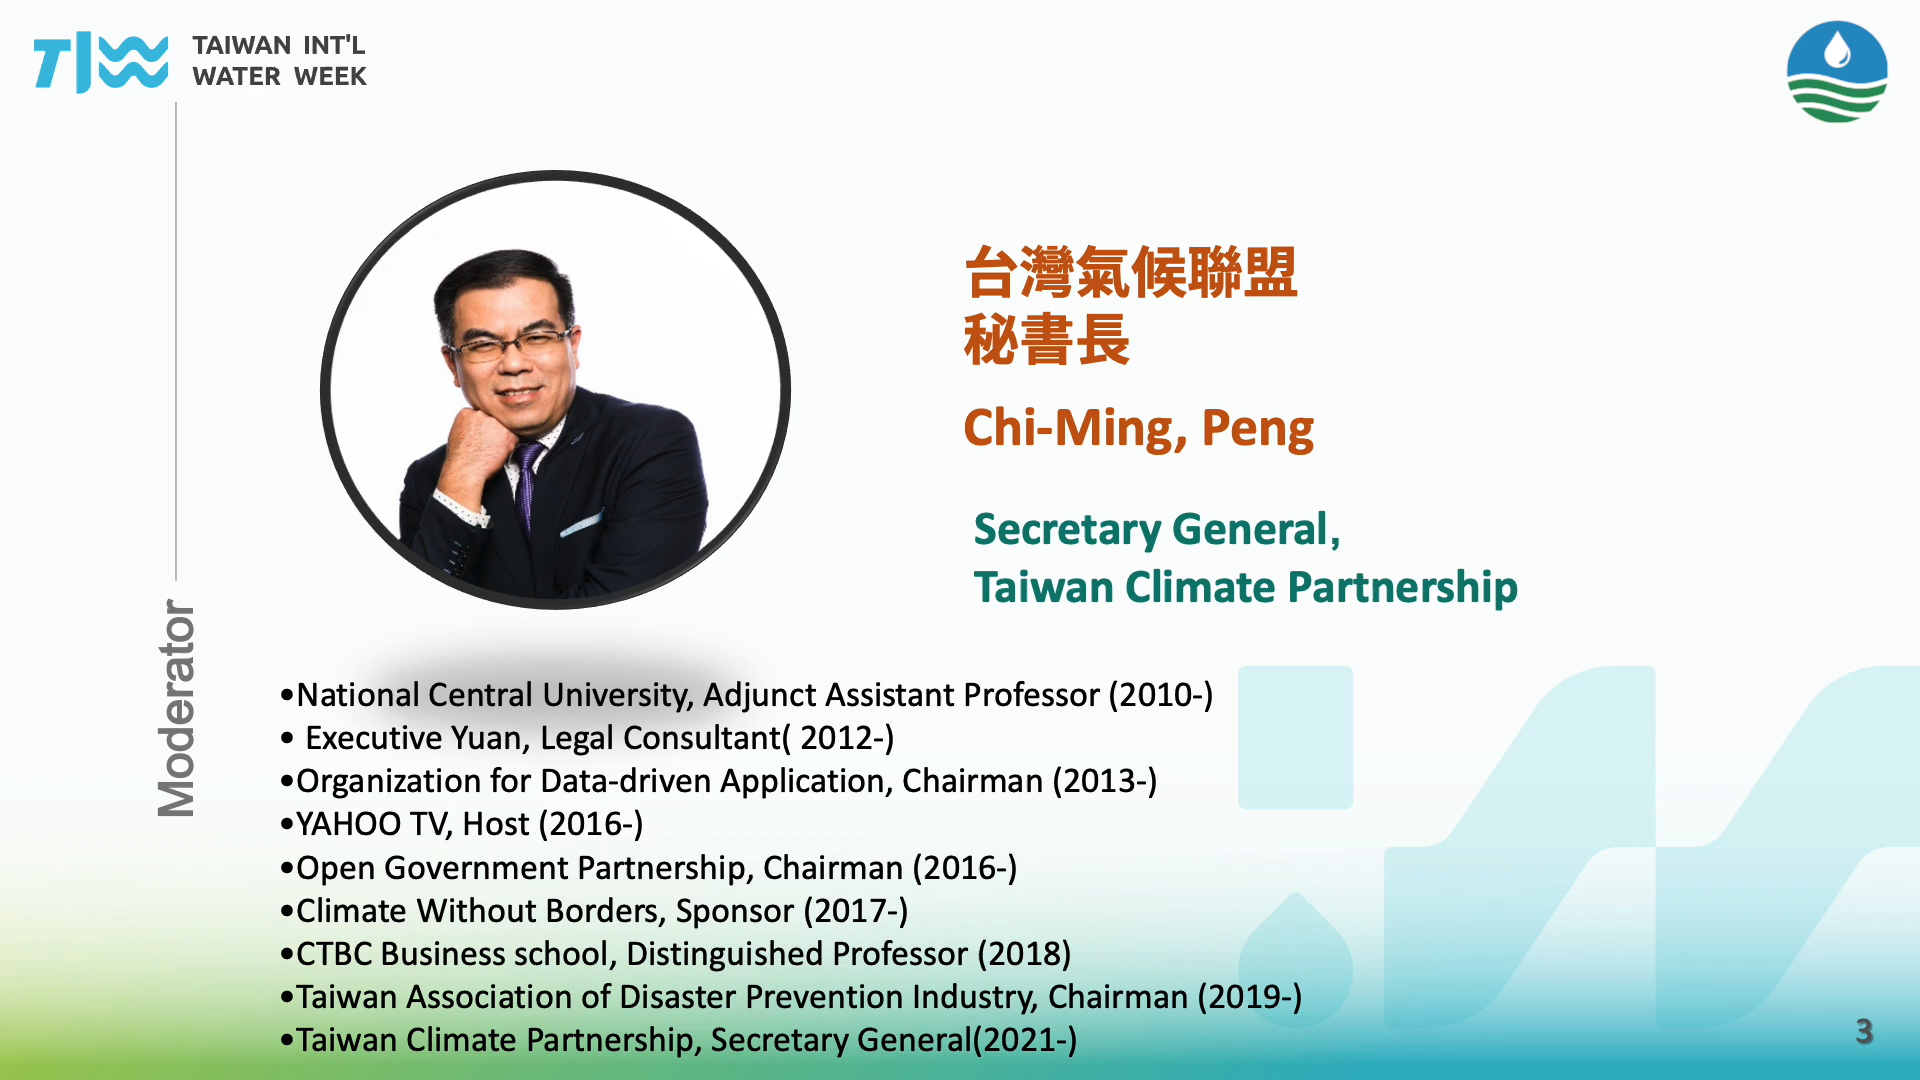 TAIWAN INT'L
WATER WEEK
台灣氣候聯盟
秘書長
Chi-Ming, Peng
Secretary General,
Taiwan Climate Partnership
Moderator
•National Central University, Adjunct Assistant Professor (2010-)
• Executive Yuan, Legal Consultant( 2012-)
•Organization for Data-driven Application, Chairman (2013-)
•YAHOO TV, Host (2016-)
•Open Government Partnership, Chairman (2016-)
•Climate Without Borders, Sponsor (2017-)
•CTBC Business school, Distinguished Professor (2018)
•Taiwan Association of Disaster Prevention Industry, Chairman (2019-)
•Taiwan Climate Partnership, Secretary General(2021-)
3